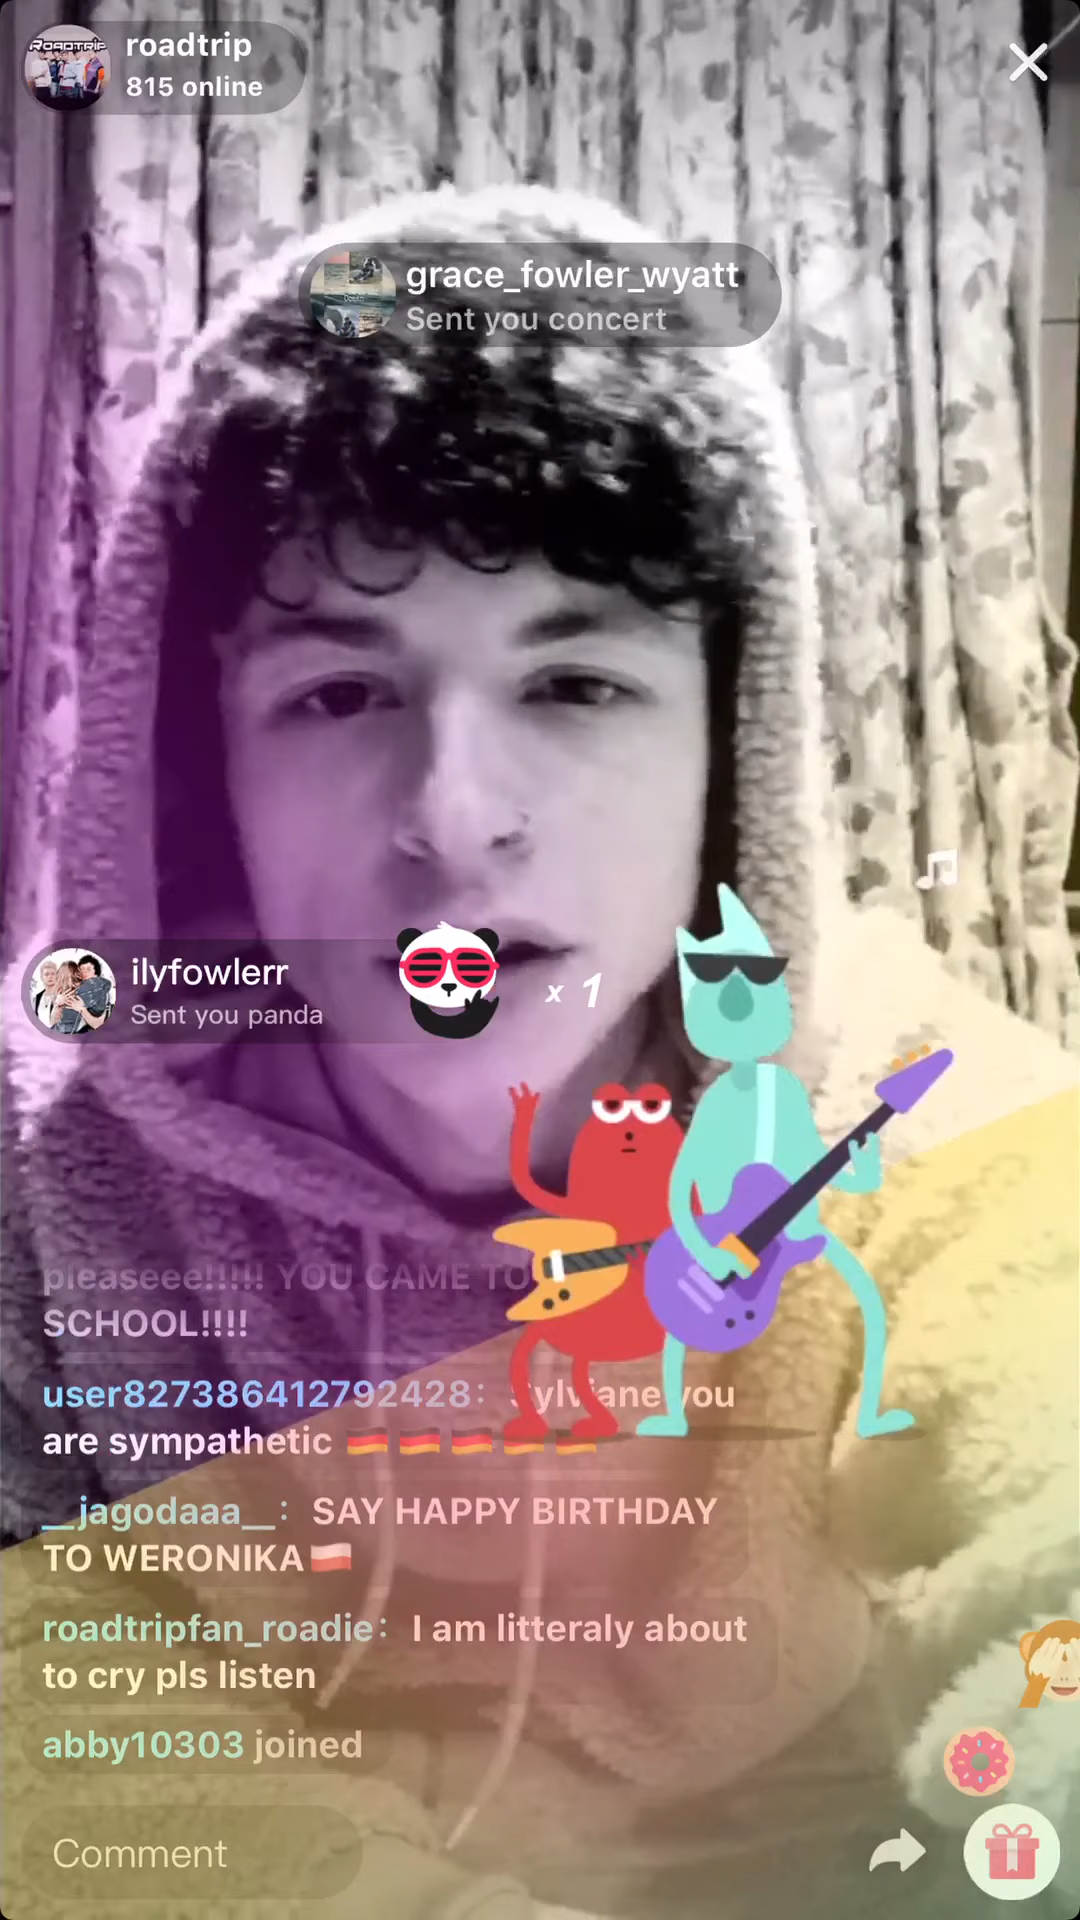 ROADTRIP
roadtrip
815 online
grace_fowler_wyatt
Sent you concert
ilyfowlerr
Sent you panda
x 1
pleaseee!!!!! YOU CAME TO
SCHOOL!!!!
user827386412792428: Sylviane you
are sympathetic 🇩🇪🇩🇪🇩🇪🇩🇪🇩🇪
__jagodaaa__: SAY HAPPY BIRTHDAY
TO WERONIKA🇵🇱
roadtripfan_roadie: I am litteraly about
to cry pls listen
abby10303 joined
Comment